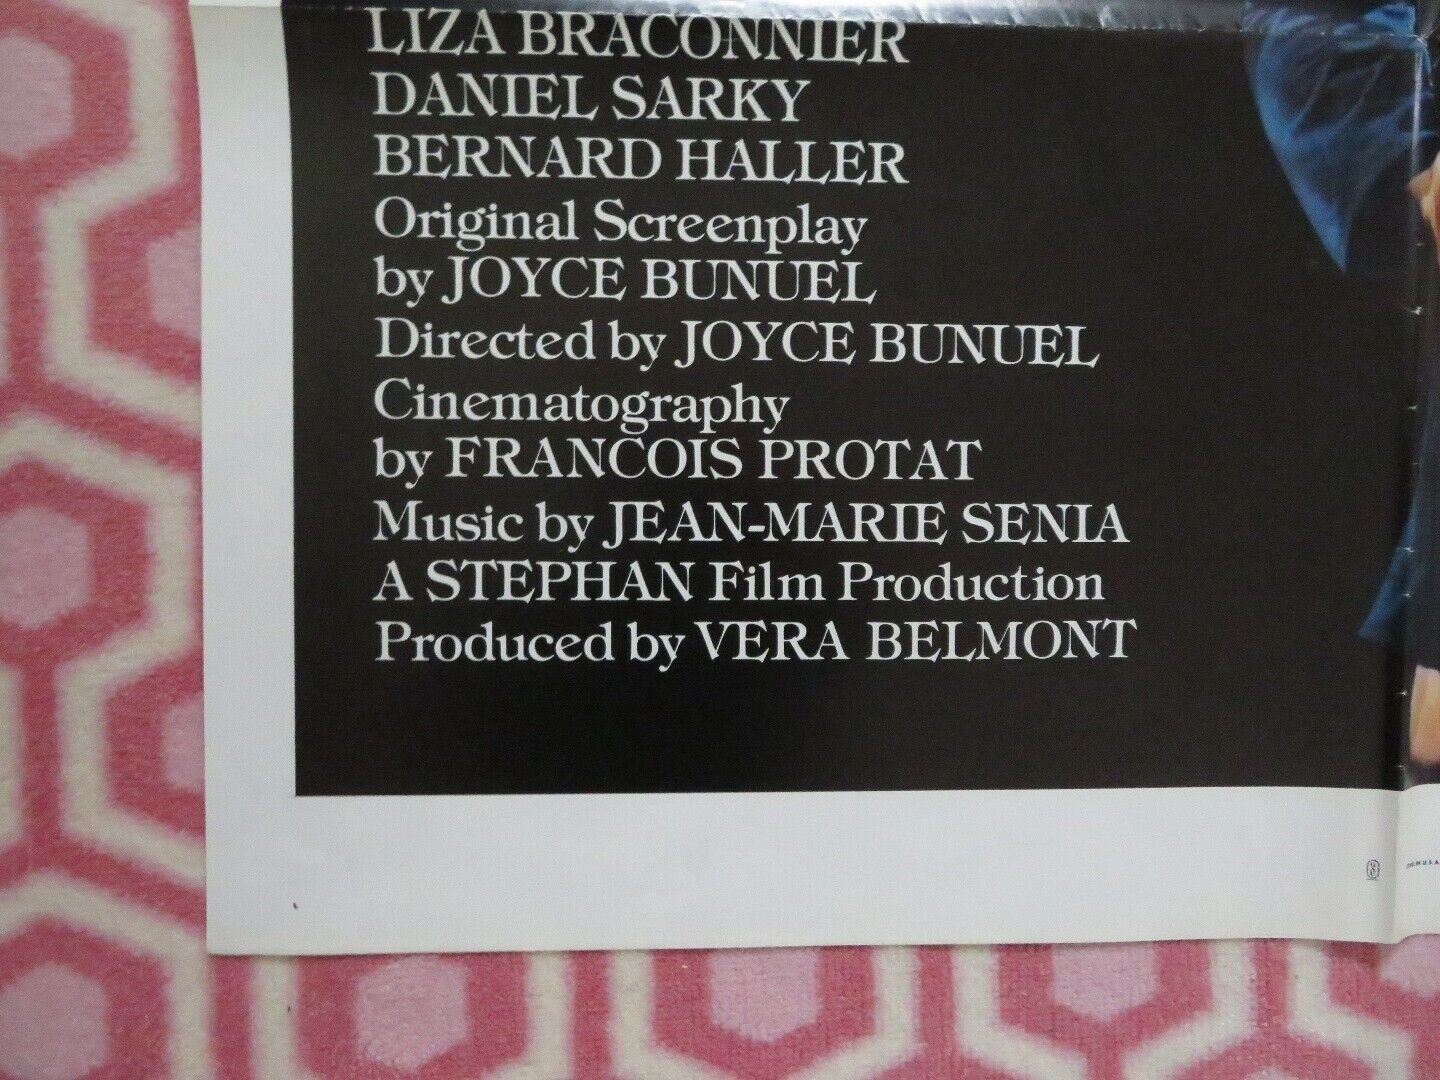 LIZA BRACONNIER
DANIEL SARKY
BERNARD HALLER
Original Screenplay
by JOYCE BUNUEL
Directed by JOYCE BUNUEL
Cinematography
by FRANCOIS PROTAT
Music by JEAN-MARIE SENIA
A STEPHAN Film Production
Produced by VERA BELMONT
IN U.S.A.